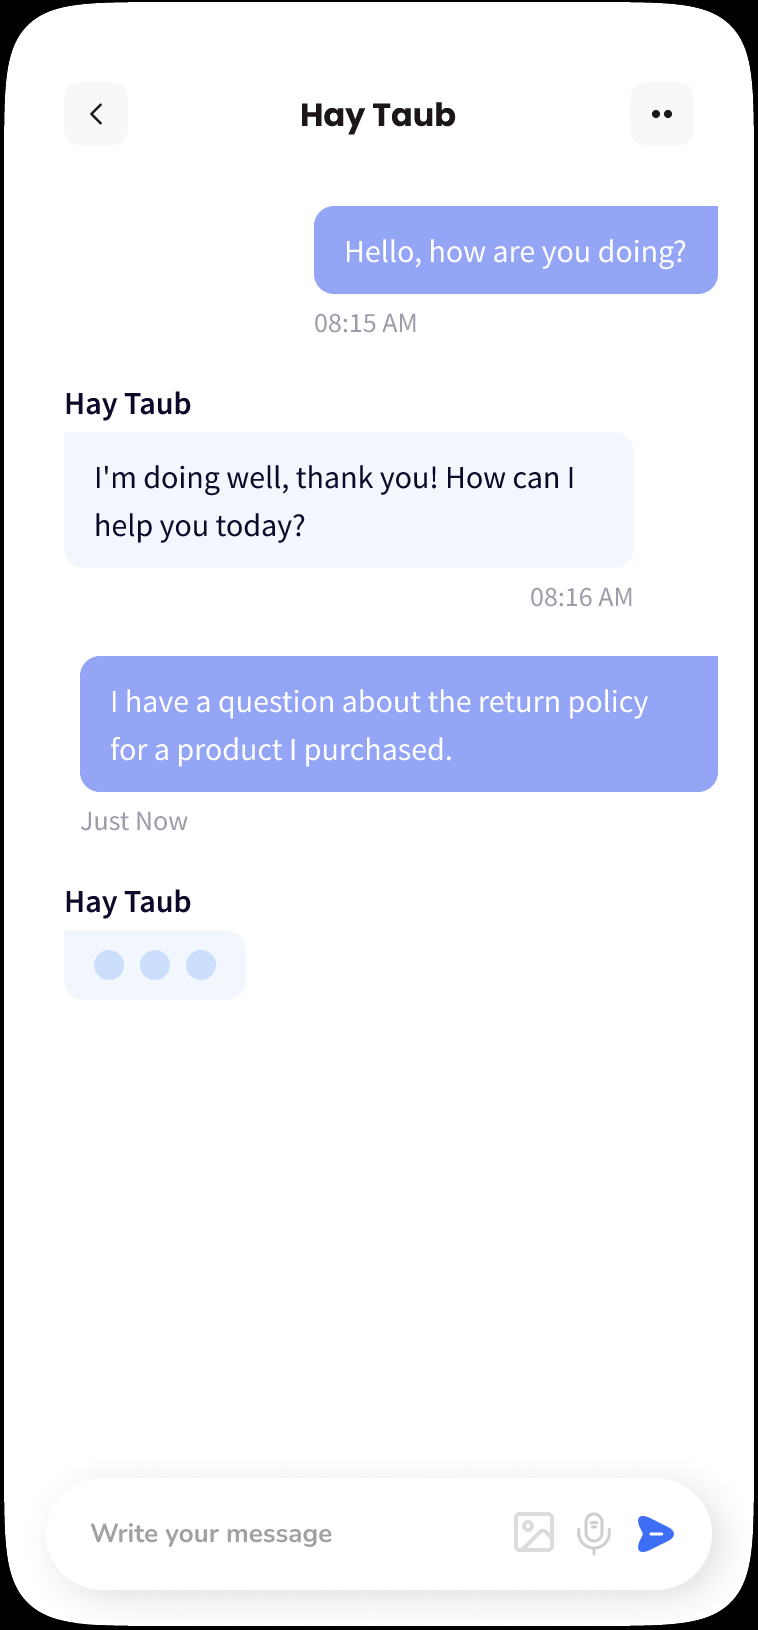 Hay Taub
Hello, how are you doing?
08:15 AM
Hay Taub
I'm doing well, thank you! How can I
help you today?
08:16 AM
I have a question about the return policy
for a product I purchased.
Just Now
Hay Taub
Write your message